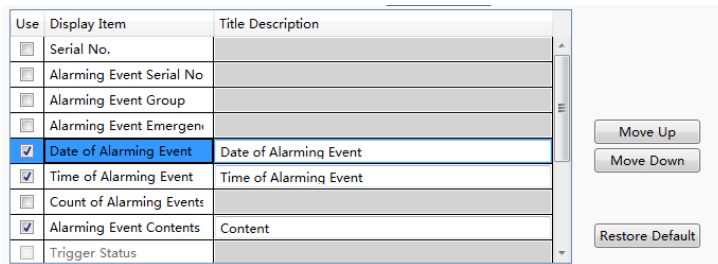 Use Display Item Title Description
Serial No.
Alarming Event Serial No
Alarming Event Group
Alarming Event Emergen
Date of Alarming Event Date of Alarming Event
Time of Alarming Event Time of Alarming Event
Count of Alarming Events
Alarming Event Contents Content
Trigger Status
Move Up
Move Down
Restore Default